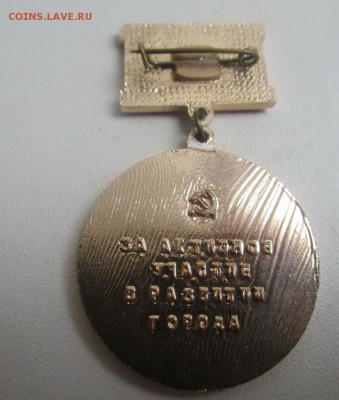 COINS.LAVE.RU
ЗА АКТИВНОЕ
УЧАСТИЕ
В РАЗВИТИИ
ГОРОДА